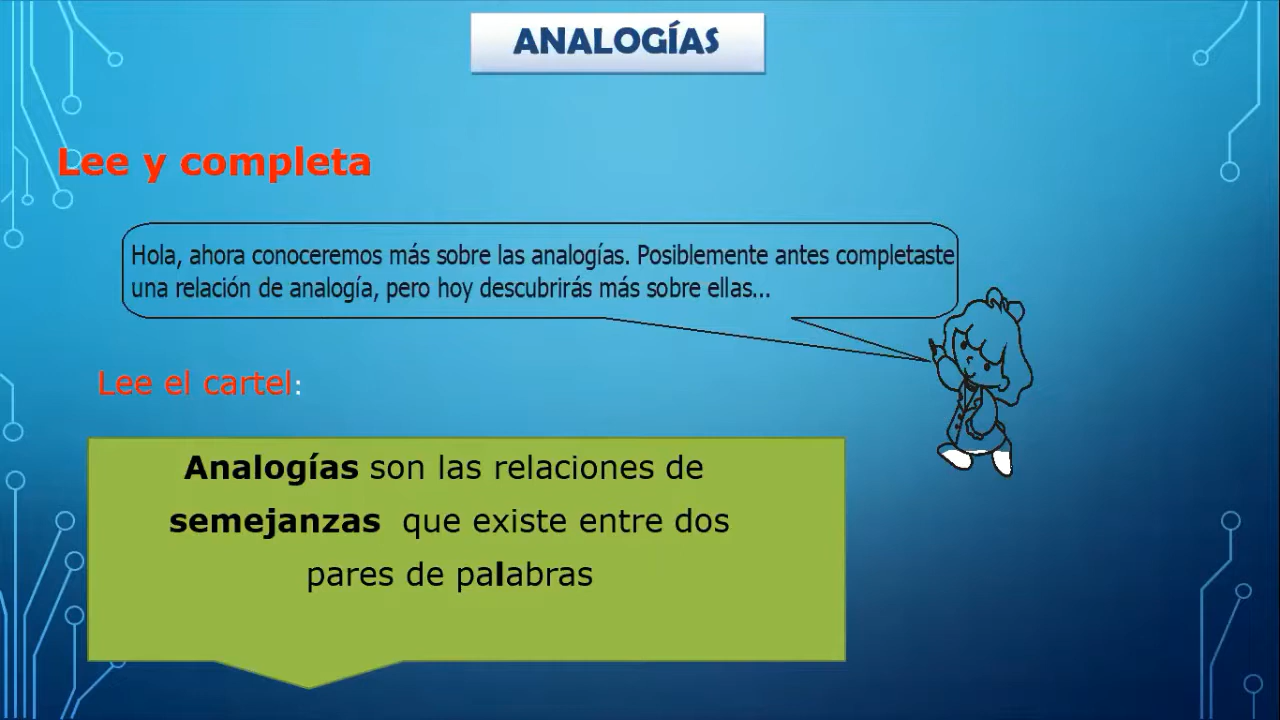 ANALOGÍAS
Lee y completa
Hola, ahora conoceremos más sobre las analogías. Posiblemente antes completaste
una relación de analogía, pero hoy descubrirás más sobre ellas...
Lee el cartel:
Analogías son las relaciones de
semejanzas que existe entre dos
pares de palabras